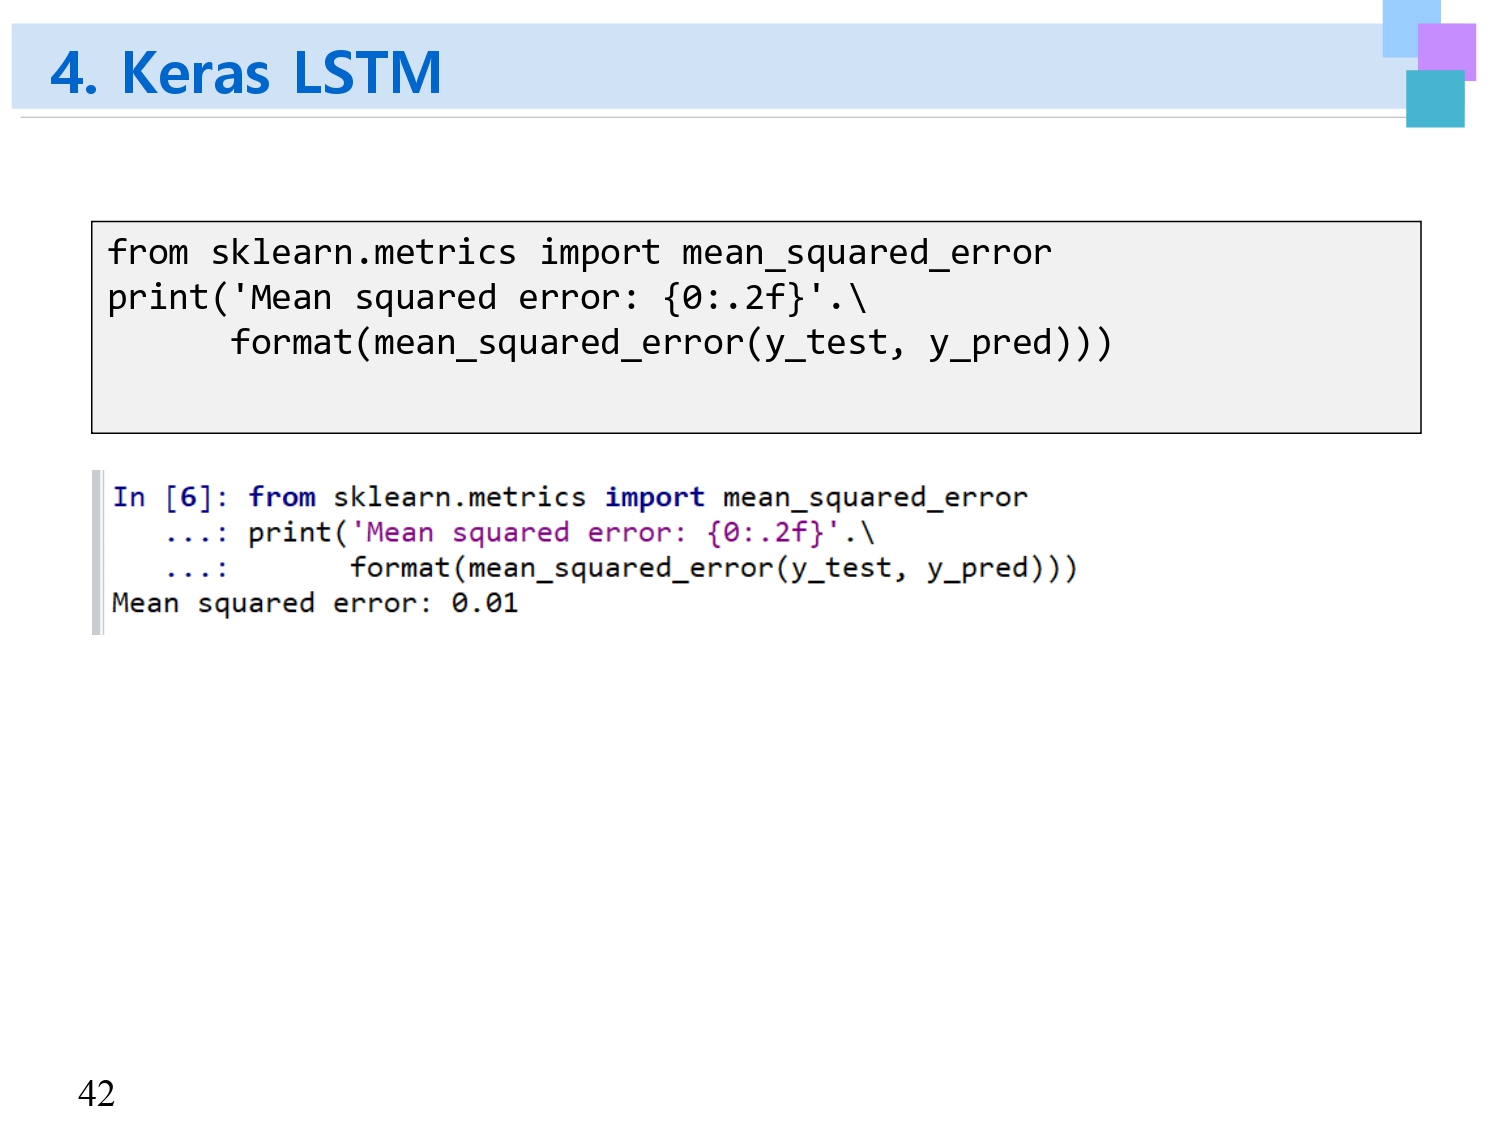 4. Keras LSTM
from sklearn.metrics import mean_squared_error
print('Mean squared error: {0:.2f}'.\
      format(mean_squared_error(y_test, y_pred)))
In [6]: from sklearn.metrics import mean_squared_error
   ...: print('Mean squared error: {0:.2f}'.\
   ...:       format(mean_squared_error(y_test, y_pred)))
Mean squared error: 0.01
42